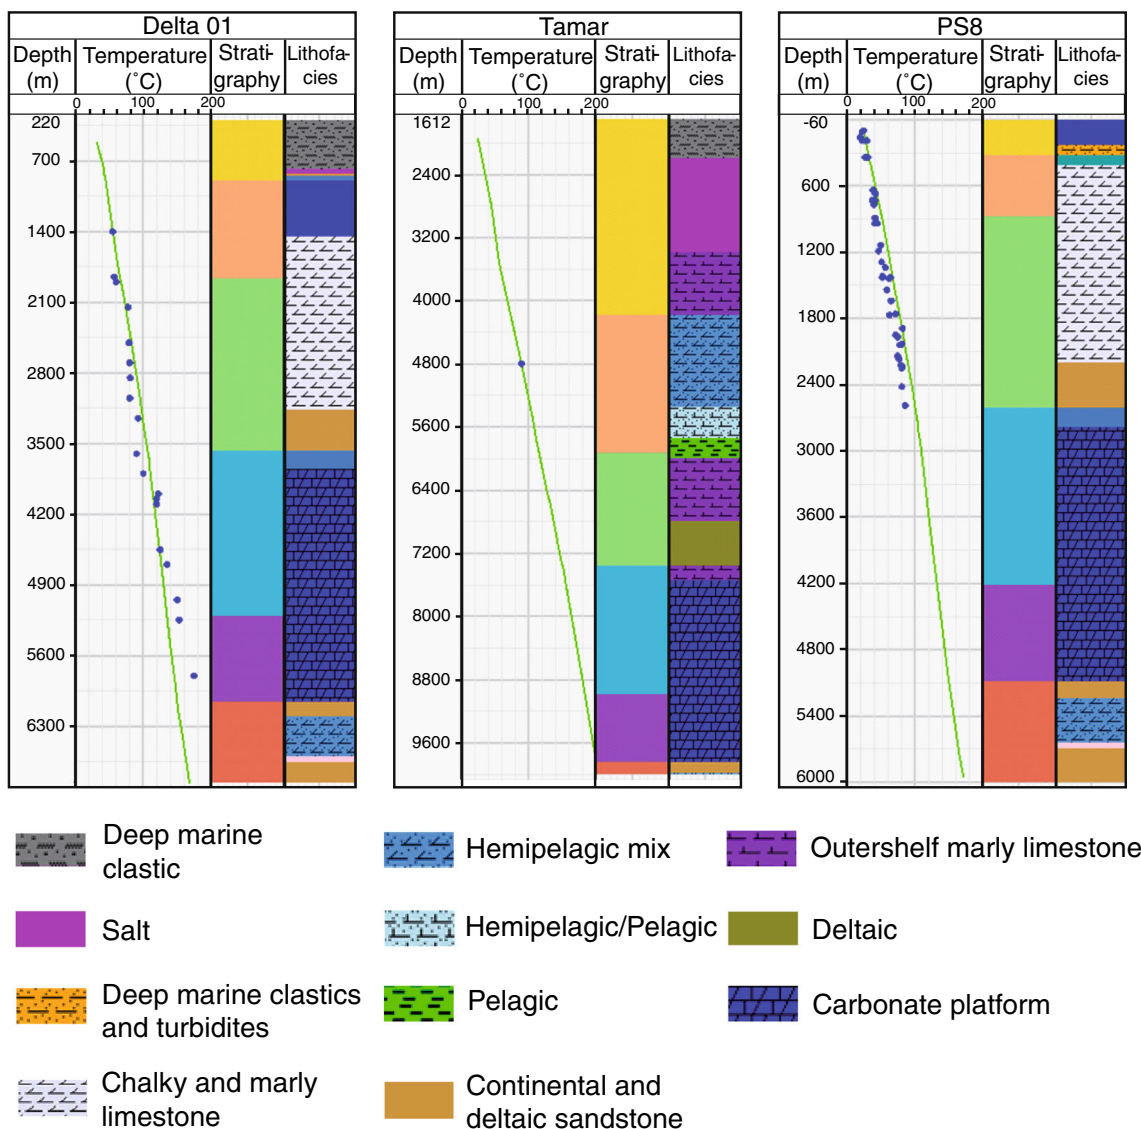 Delta 01
Depth (m)
Temperature (˚C)
Strati-
graphy
Lithofa-
cies
0 100 200
220
700
1400
2100
2800
3500
4200
4900
5600
6300
Tamar
Depth (m)
Temperature (˚C)
Strati-
graphy
Lithofa-
cies
0 100 200
1612
2400
3200
4000
4800
5600
6400
7200
8000
8800
9600
PS8
Depth (m)
Temperature (˚C)
Strati-
graphy
Lithofa-
cies
0 100 200
-60
600
1200
1800
2400
3000
3600
4200
4800
5400
6000
Deep marine
clastic
Hemipelagic mix
Outershelf marly limestone
Salt
Hemipelagic/Pelagic
Deltaic
Deep marine clastics
and turbidites
Pelagic
Carbonate platform
Chalky and marly
limestone
Continental and
deltaic sandstone